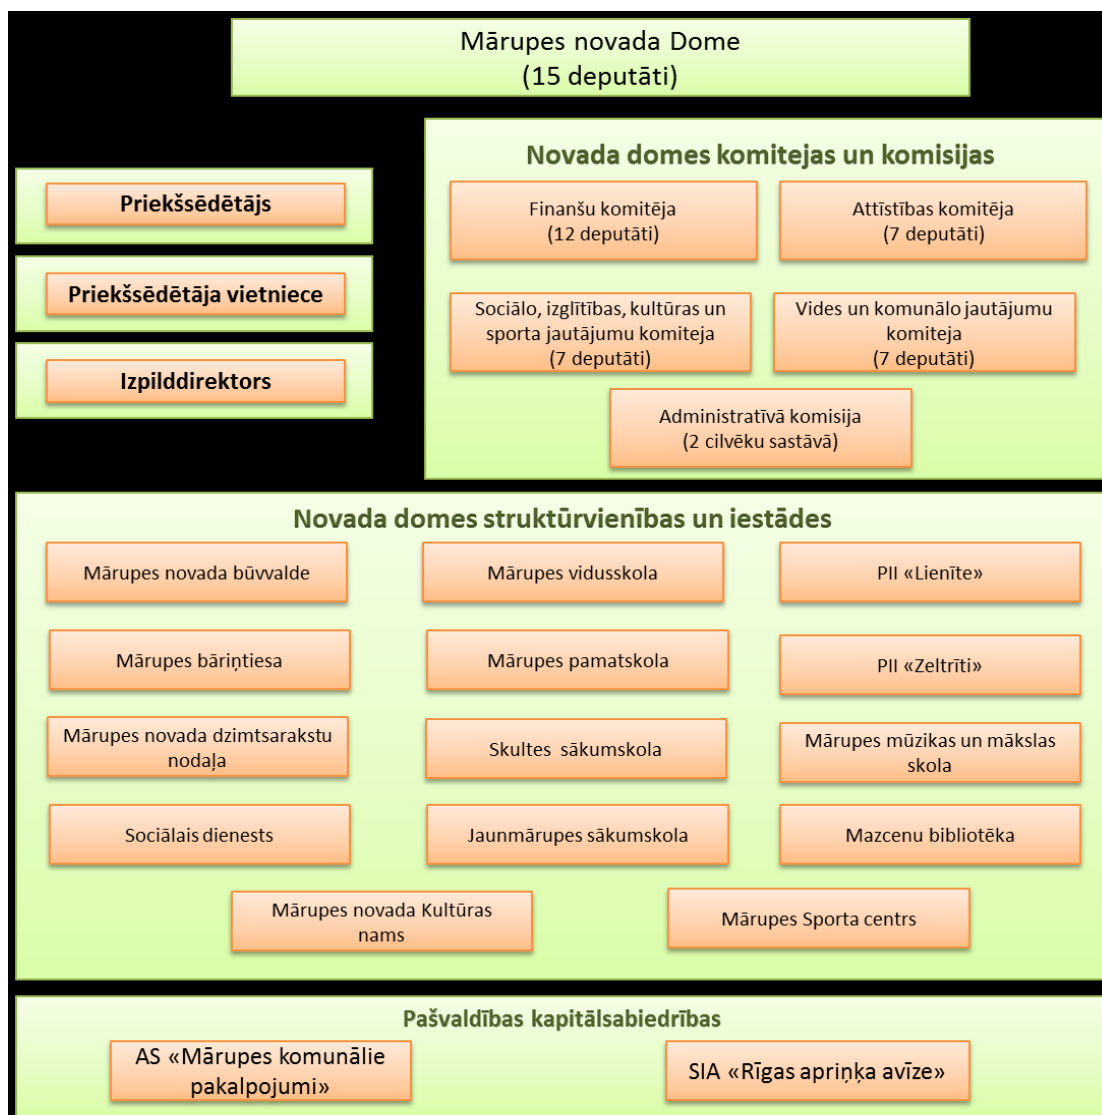 Mārupes novada Dome
(15 deputāti)
Priekšsēdētājs
Priekšsēdētāja vietniece
Izpilddirektors
Novada domes komitejas un komisijas
Finanšu komitēja
(12 deputāti)
Attīstības komitēja
(7 deputāti)
Sociālo, izglītības, kultūras un
sporta jautājumu komiteja
(7 deputāti)
Vides un komunālo jautājumu
komiteja
(7 deputāti)
Administratīvā komisija
(2 cilvēku sastāvā)
Novada domes struktūrvienības un iestādes
Mārupes novada būvvalde
Mārupes vidusskola
PII «Lienīte»
Mārupes bāriņtiesa
Mārupes pamatskola
PII «Zeltrīti»
Mārupes novada dzimtsarakstu
nodaļa
Skultes sākumskola
Mārupes mūzikas un mākslas
skola
Sociālais dienests
Jaunmārupes sākumskola
Mazcenu bibliotēka
Mārupes novada Kultūras
nams
Mārupes Sporta centrs
Pašvaldības kapitālsabiedrības
AS «Mārupes komunālie
pakalpojumi»
SIA «Rīgas apriņķa avīze»